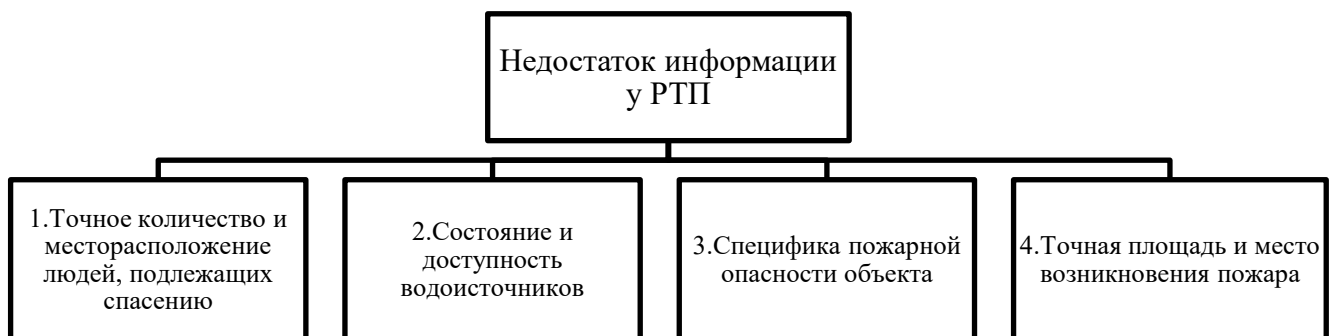 Недостаток информации
у РТП
1.Точное количество и
месторасположение
людей, подлежащих
спасению
2.Состояние и
доступность
водоисточников
3.Специфика пожарной
опасности объекта
4.Точная площадь и место
возникновения пожара